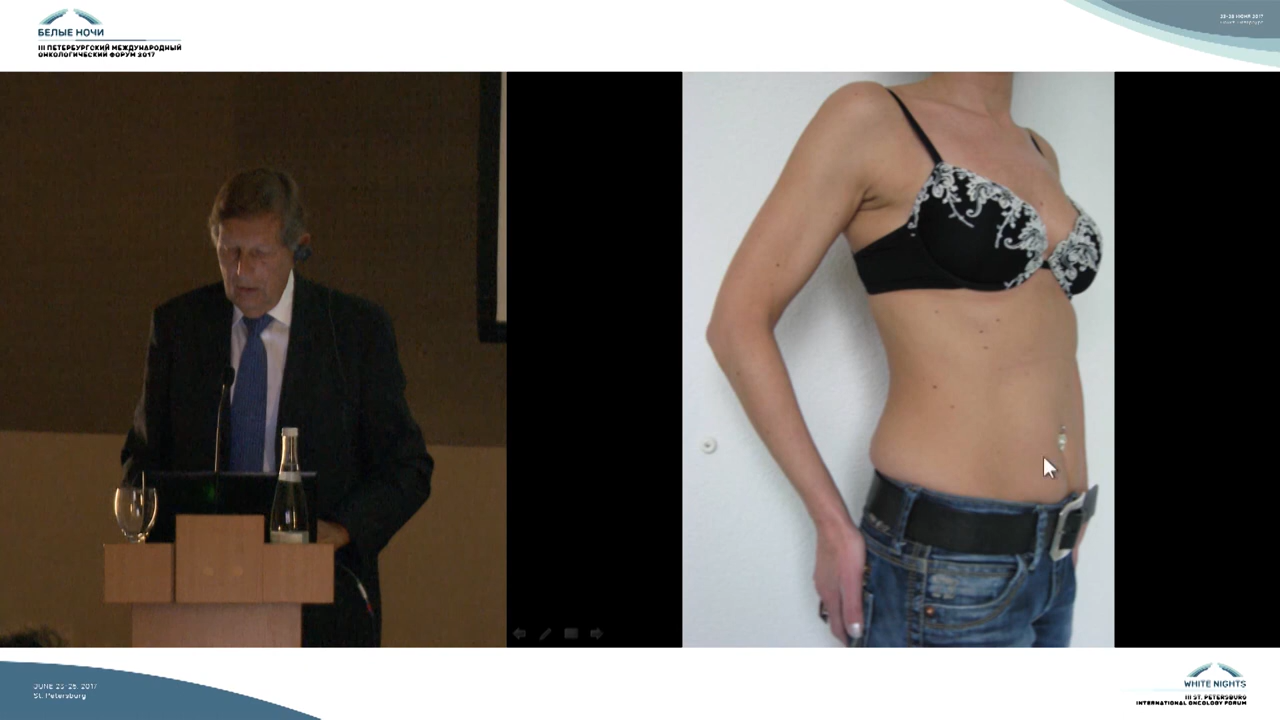 БЕЛЫЕ НОЧИ
III ПЕТЕРБУРГСКИЙ МЕЖДУНАРОДНЫЙ
ОНКОЛОГИЧЕСКИЙ ФОРУМ 2017
JUNE 23-26, 2017
St. Petersburg
WHITE NIGHTS
III ST. PETERSBURG
INTERNATIONAL ONCOLOGY FORUM